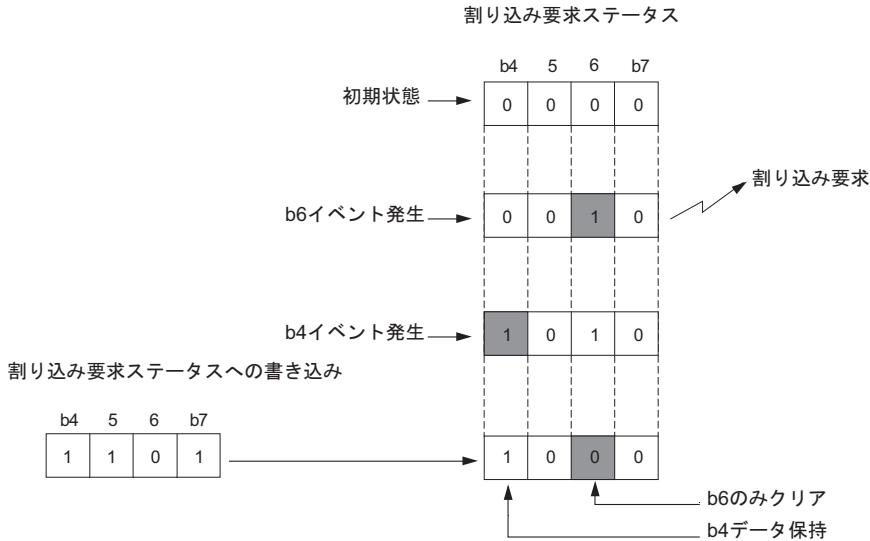 割り込み要求ステータス
b4 5 6 b7
初期状態 0 0 0 0
割り込み要求
b6イベント発生 0 0 1 0
b4イベント発生 1 0 1 0
割り込み要求ステータスへの書き込み
b4 5 6 b7
1 1 0 1
1 0 0 0
b6のみクリア
b4データ保持